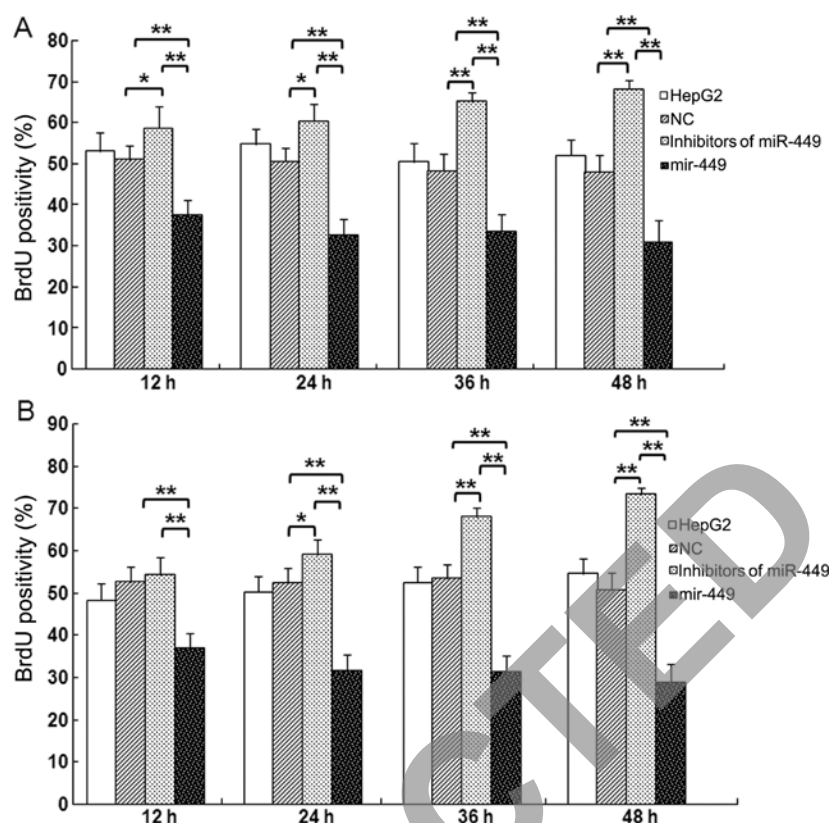 A
BrdU positivity (%)
80
70
60
50
40
30
20
10
0
** ** ** **
** ** ** **
* * ** **
HepG2
NC
Inhibitors of miR-449
mir-449
12 h 24 h 36 h 48 h
B
BrdU positivity (%)
90
80
70
60
50
40
30
20
10
0
** ** ** **
** ** ** **
* ** **
HepG2
NC
Inhibitors of miR-449
mir-449
12 h 24 h 36 h 48 h
CTED